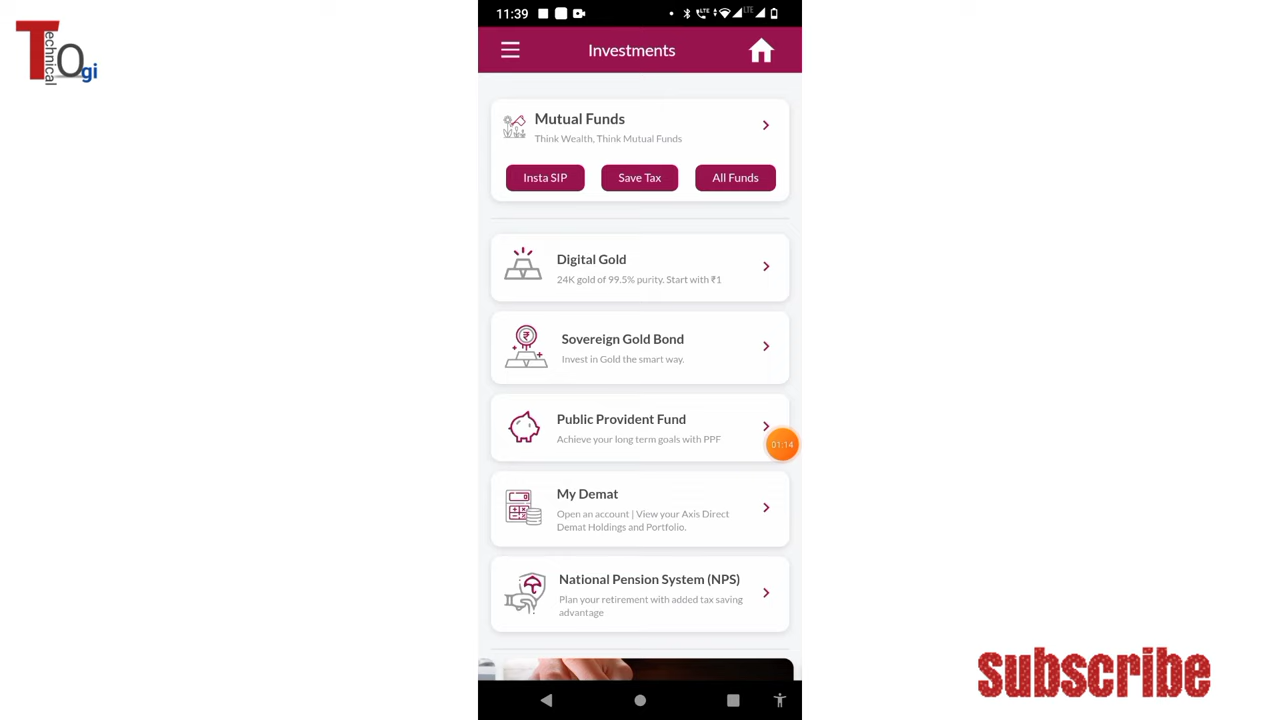 Technical
Ogi
11:39
LTE
LTE
Investments
Mutual Funds
Think Wealth, Think Mutual Funds
Insta SIP
Save Tax
All Funds
Digital Gold
24K gold of 99.5% purity. Start with ₹1
Sovereign Gold Bond
Invest in Gold the smart way.
Public Provident Fund
Achieve your long term goals with PPF
01:14
My Demat
Open an account | View your Axis Direct
Demat Holdings and Portfolio.
National Pension System (NPS)
Plan your retirement with added tax saving
advantage
Subscribe